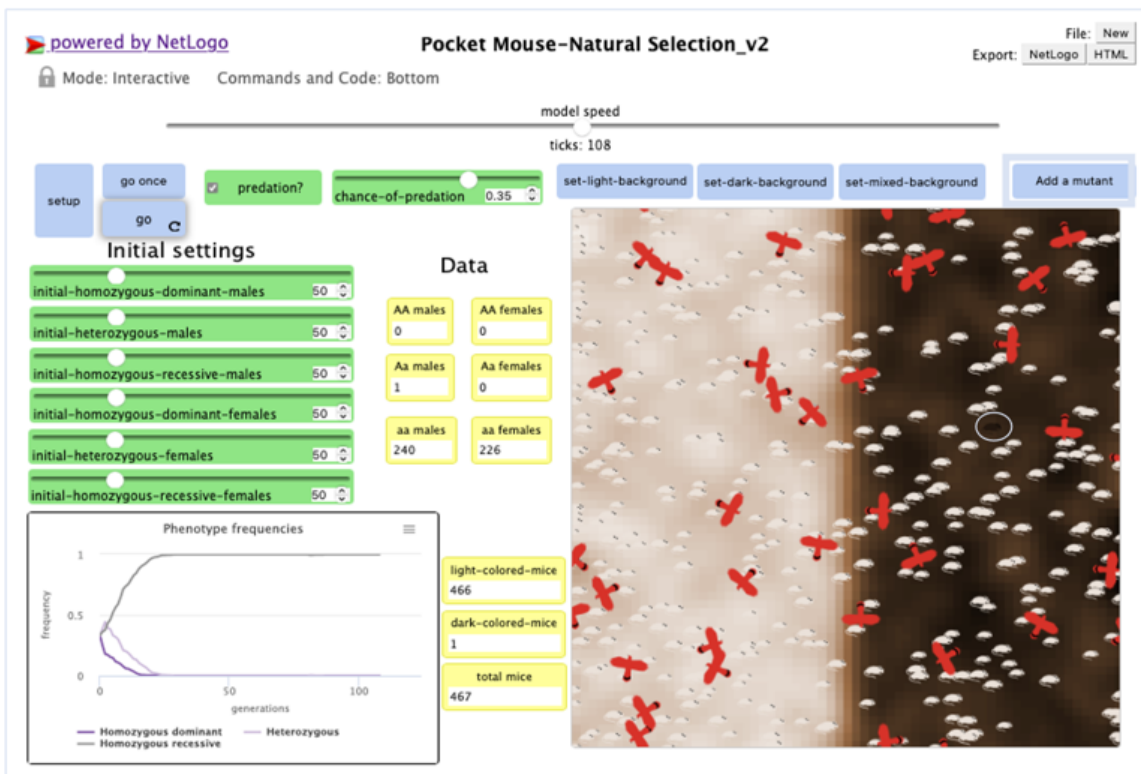 powered by NetLogo
Pocket Mouse-Natural Selection_v2
File: New
Export: NetLogo HTML
Mode: Interactive Commands and Code: Bottom
model speed
ticks: 108
setup
go once
go
predation?
chance-of-predation 0.35
set-light-background
set-dark-background
set-mixed-background
Add a mutant
Initial settings
initial-homozygous-dominant-males 50
initial-heterozygous-males 50
initial-homozygous-recessive-males 50
initial-homozygous-dominant-females 50
initial-heterozygous-females 50
initial-homozygous-recessive-females 50
Data
AA males
0
AA females
0
Aa males
1
Aa females
0
aa males
240
aa females
226
Phenotype frequencies
frequency
1
0.5
0
0 50 100
generations
Homozygous dominant Heterozygous
Homozygous recessive
light-colored-mice
466
dark-colored-mice
1
total mice
467